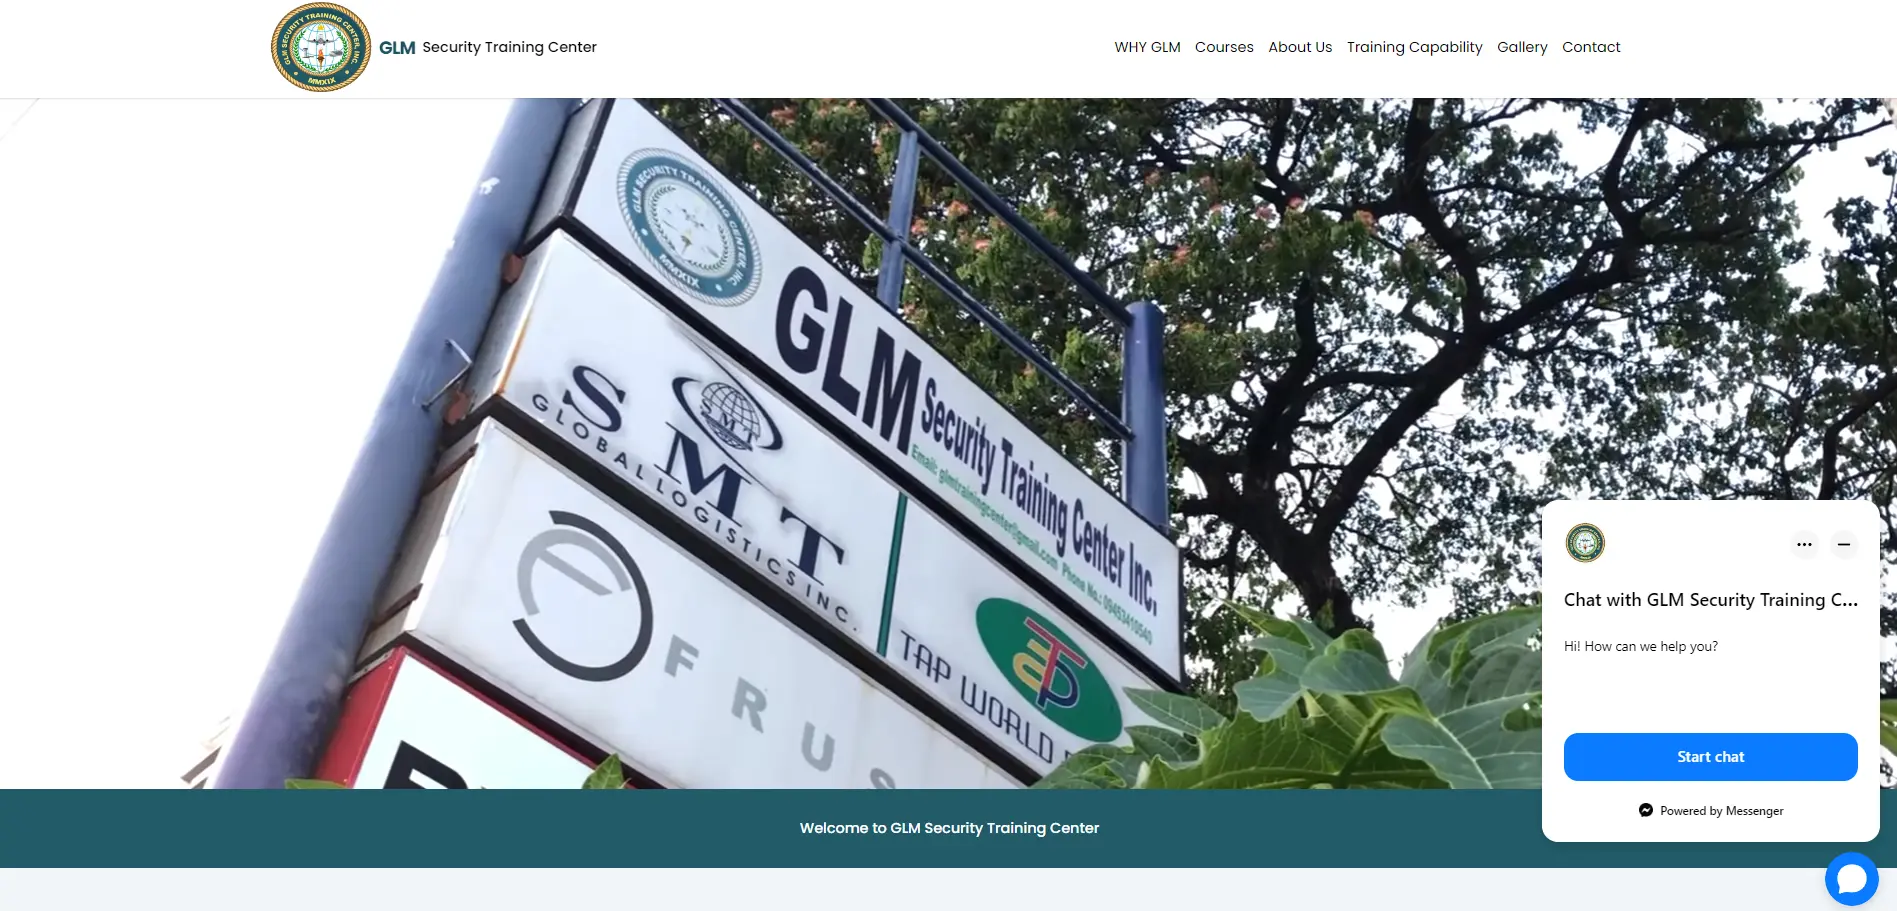 GLM SECURITY TRAINING CENTER, INC.
MMXIX
GLM Security Training Center
WHY GLM Courses About Us Training Capability Gallery Contact
GLM SECURITY TRAINING CENTER, INC.
MMXIX
GLM Security Training Center Inc.
Email: glmtrainingcenter@gmail.com Phone No.: 09453410540
SMT
SMT
GLOBAL LOGISTICS INC.
TAP WORLD
ATP
FRUS
Chat with GLM Security Training C...
Hi! How can we help you?
Start chat
Powered by Messenger
Welcome to GLM Security Training Center